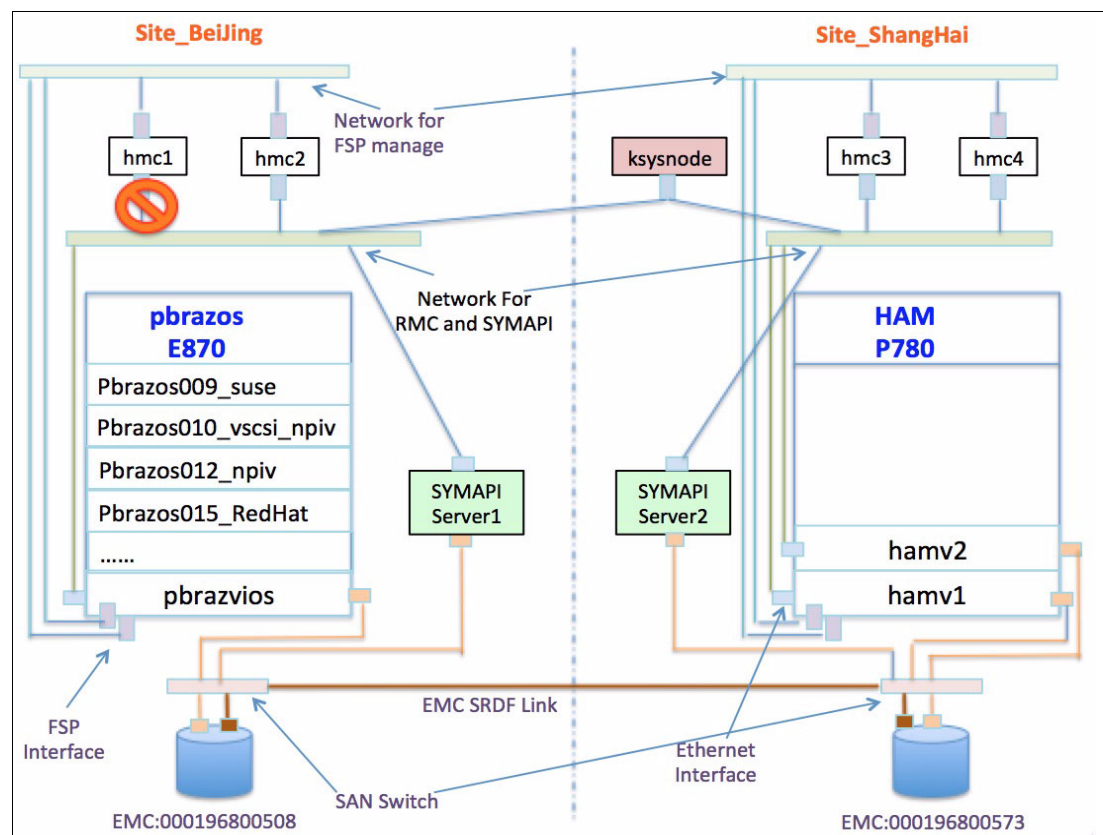 Site_BeiJing
Site_ShangHai
Network for
FSP manage
hmc1
hmc2
ksysnode
hmc3
hmc4
Network For
RMC and SYMAPI
pbrazos
E870
Pbrazos009_suse
Pbrazos010_vscsi_npiv
Pbrazos012_npiv
Pbrazos015_RedHat
......
pbrazvios
SYMAPI
Server1
SYMAPI
Server2
HAM
P780
hamv2
hamv1
FSP
Interface
EMC SRDF Link
Ethernet
Interface
SAN Switch
EMC:000196800508
EMC:000196800573